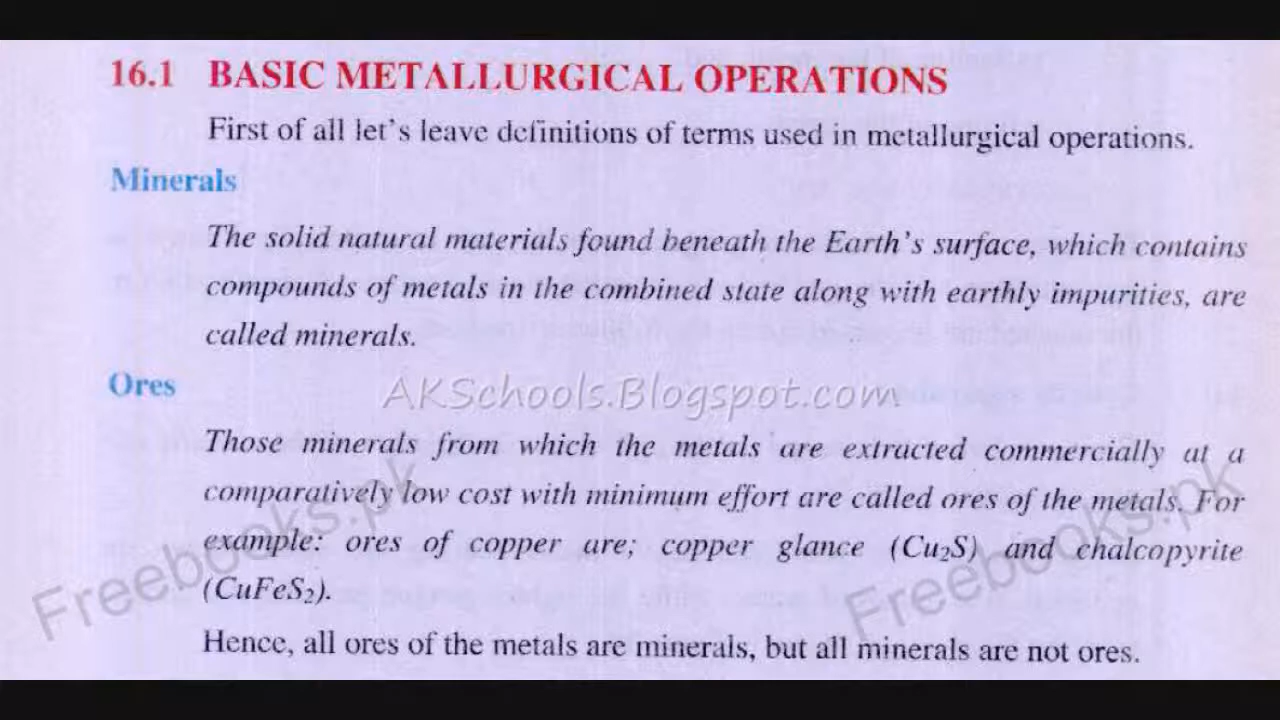 16.1 BASIC METALLURGICAL OPERATIONS
First of all let's leave definitions of terms used in metallurgical operations.
Minerals
The solid natural materials found beneath the Earth's surface, which contains
compounds of metals in the combined state along with earthly impurities, are
called minerals.
Ores
AKSchools.Blogspot.com
Those minerals from which the metals are extracted commercially at a
comparatively low cost with minimum effort are called ores of the metals. For
example: ores of copper are; copper glance (Cu₂S) and chalcopyrite
(CuFeS₂).
Freebooks.pk
Freebooks.pk
Hence, all ores of the metals are minerals, but all minerals are not ores.